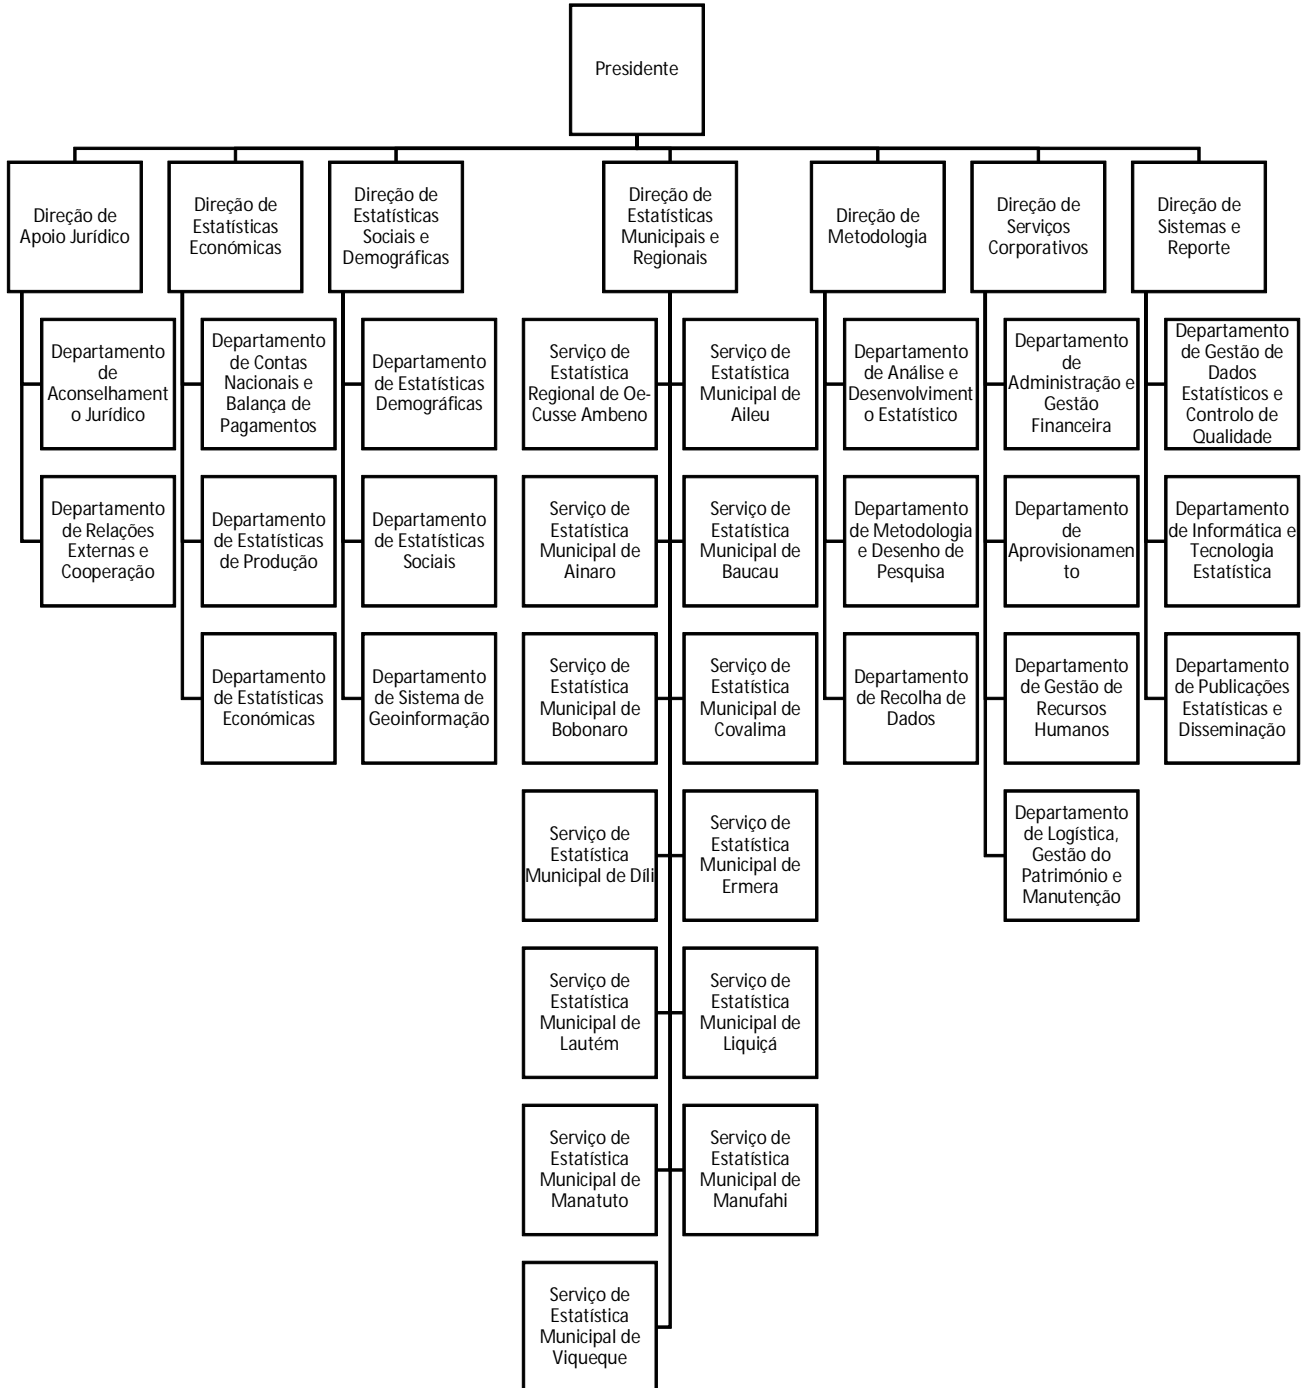 Presidente
Direção de
Apoio Jurídico
Direção de
Estatísticas
Económicas
Direção de
Estatísticas
Sociais e
Demográficas
Direção de
Estatísticas
Municipais e
Regionais
Direção de
Metodologia
Direção de
Serviços
Corporativos
Direção de
Sistemas e
Reporte
Departamento
de
Aconselhament
o Jurídico
Departamento
de Contas
Nacionais e
Balança de
Pagamentos
Departamento
de Estatísticas
Demográficas
Serviço de
Estatística
Regional de Oe-
Cusse Ambeno
Serviço de
Estatística
Municipal de
Aileu
Departamento
de Análise e
Desenvolviment
o Estatístico
Departamento
de
Administração e
Gestão
Financeira
Departamento
de Gestão de
Dados
Estatísticos e
Controlo de
Qualidade
Departamento
de Relações
Externas e
Cooperação
Departamento
de Estatísticas
de Produção
Departamento
de Estatísticas
Sociais
Serviço de
Estatística
Municipal de
Ainaro
Serviço de
Estatística
Municipal de
Baucau
Departamento
de Metodologia
e Desenho de
Pesquisa
Departamento
de
Aprovisionamen
to
Departamento
de Informática e
Tecnologia
Estatística
Departamento
de Estatísticas
Económicas
Departamento
de Sistema de
Geoinformação
Serviço de
Estatística
Municipal de
Bobonaro
Serviço de
Estatística
Municipal de
Covalima
Departamento
de Recolha de
Dados
Departamento
de Gestão de
Recursos
Humanos
Departamento
de Publicações
Estatísticas e
Disseminação
Serviço de
Estatística
Municipal de Díli
Serviço de
Estatística
Municipal de
Ermera
Departamento
de Logística,
Gestão do
Património e
Manutenção
Serviço de
Estatística
Municipal de
Lautém
Serviço de
Estatística
Municipal de
Liquiçá
Serviço de
Estatística
Municipal de
Manatuto
Serviço de
Estatística
Municipal de
Manufahi
Serviço de
Estatística
Municipal de
Viqueque